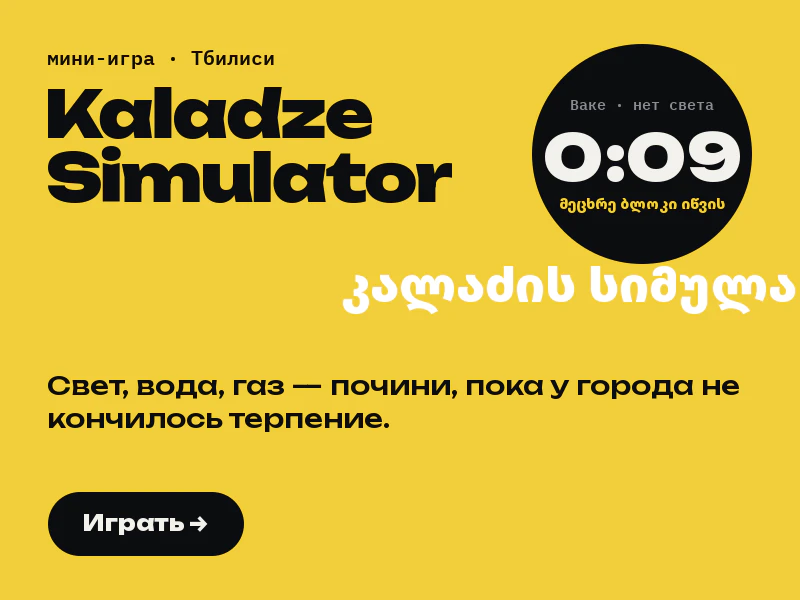 мини-игра · Тбилиси
Kaladze
Simulator
Ваке · нет света
0:09
მეცხრე ბლოკი იწვის
კალაძის სიმულა
Свет, вода, газ — почини, пока у города не
кончилось терпение.
Играть →